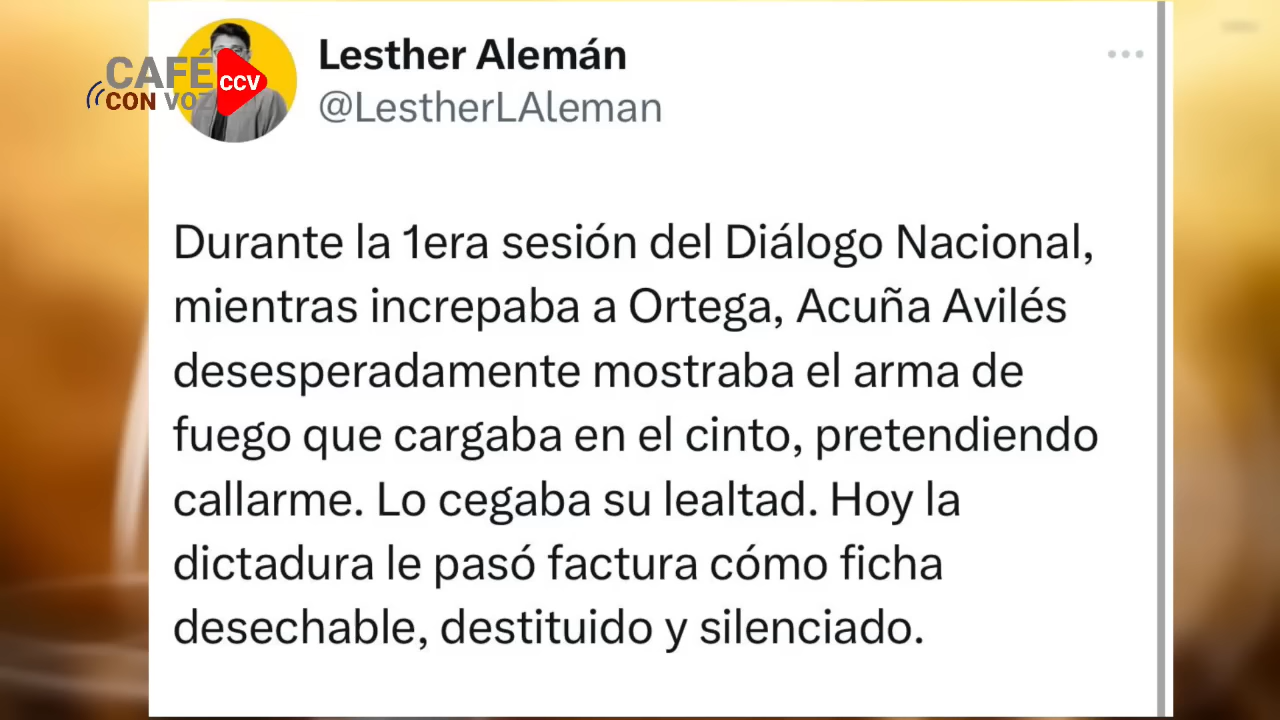 CAFÉ
CON VOZ
CCV
Lesther Alemán
@LestherLAleman
Durante la 1era sesión del Diálogo Nacional,
mientras increpaba a Ortega, Acuña Avilés
desesperadamente mostraba el arma de
fuego que cargaba en el cinto, pretendiendo
callarme. Lo cegaba su lealtad. Hoy la
dictadura le pasó factura cómo ficha
desechable, destituido y silenciado.